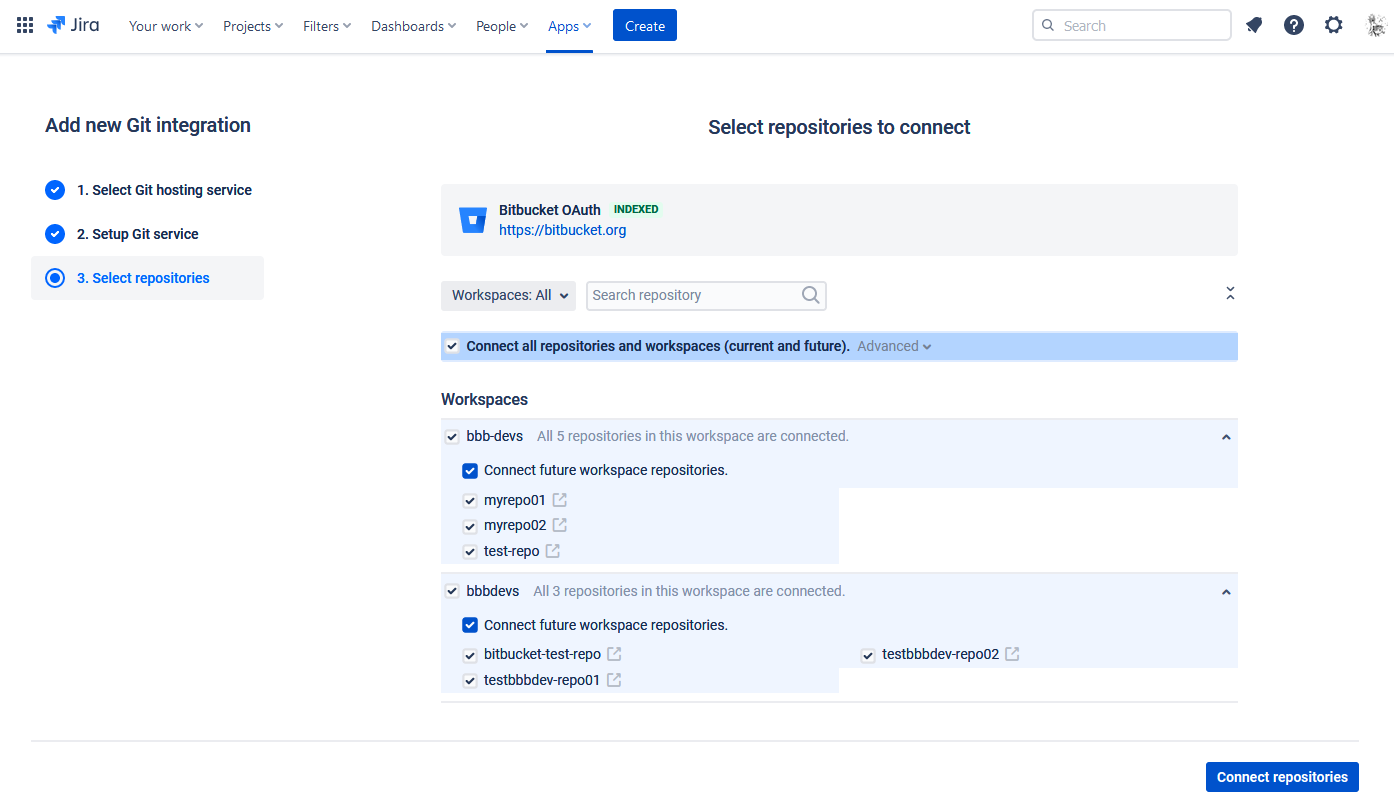 Jira Your work Projects Filters Dashboards People Apps Create Search
Add new Git integration
1. Select Git hosting service
2. Setup Git service
3. Select repositories
Select repositories to connect
Bitbucket OAuth INDEXED
https://bitbucket.org
Workspaces: All Search repository
Connect all repositories and workspaces (current and future). Advanced
Workspaces
bbb-devs All 5 repositories in this workspace are connected.
Connect future workspace repositories.
myrepo01
myrepo02
test-repo
bbbdevs All 3 repositories in this workspace are connected.
Connect future workspace repositories.
bitbucket-test-repo testbbbdev-repo02
testbbbdev-repo01
Connect repositories